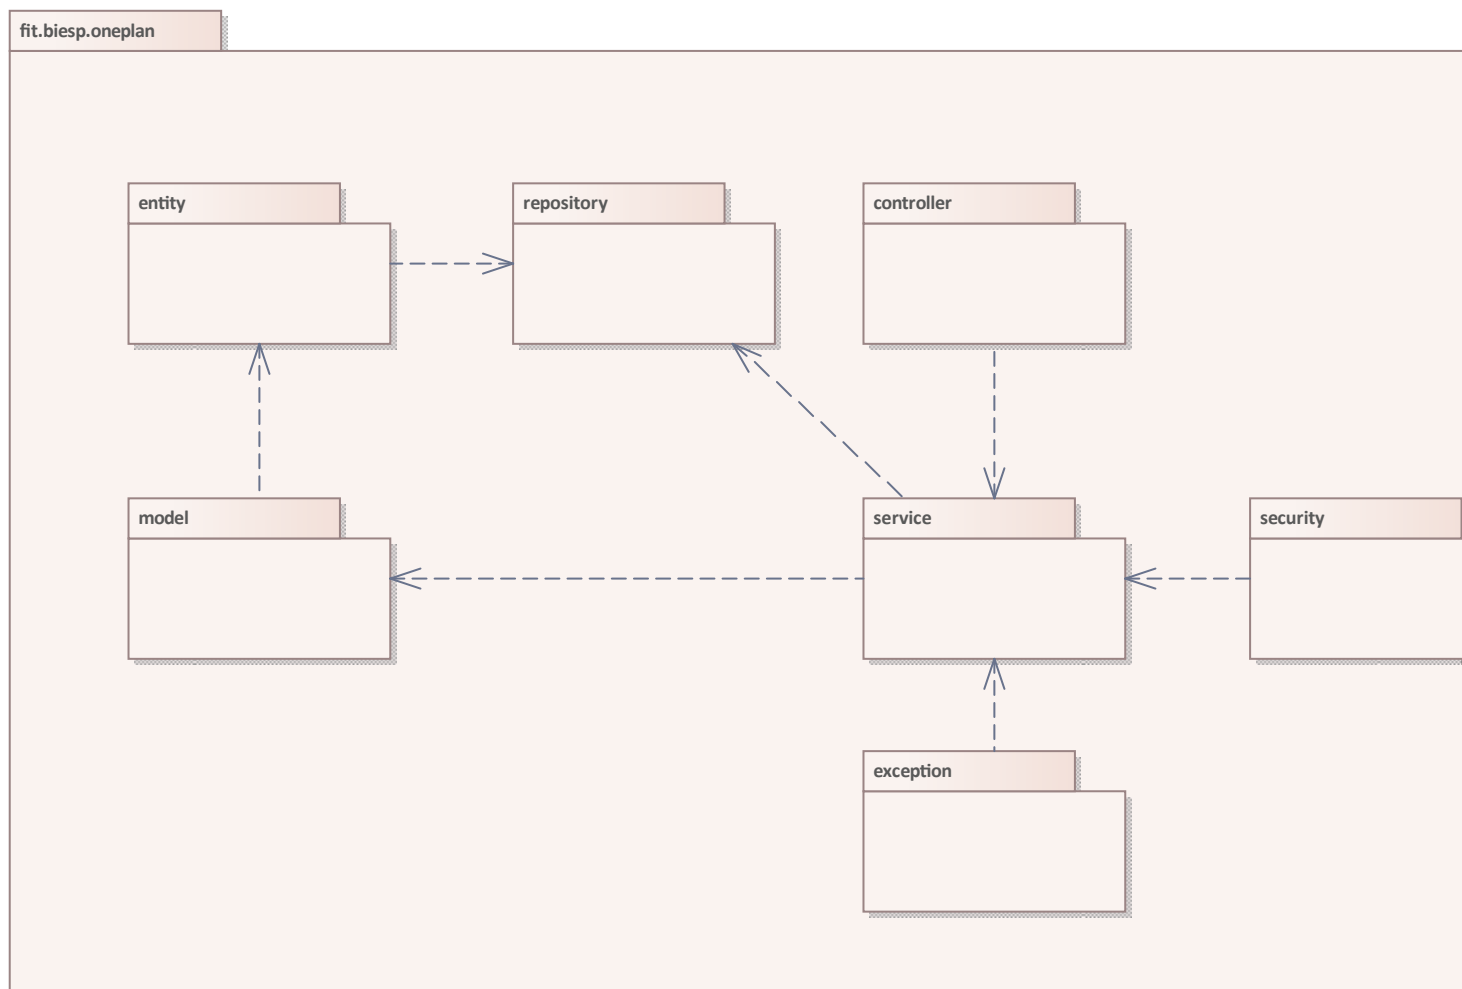 fit.biesp.oneplan
entity
repository
controller
model
service
security
exception